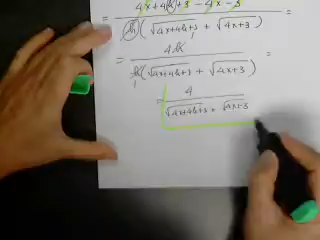 4x+4h+3 - 4x - 3 =
h(√4x+4h+3 + √4x+3)
= 4h =
h(√4x+4h+3 + √4x+3)
= 4
√4x+4h+3 + √4x+3